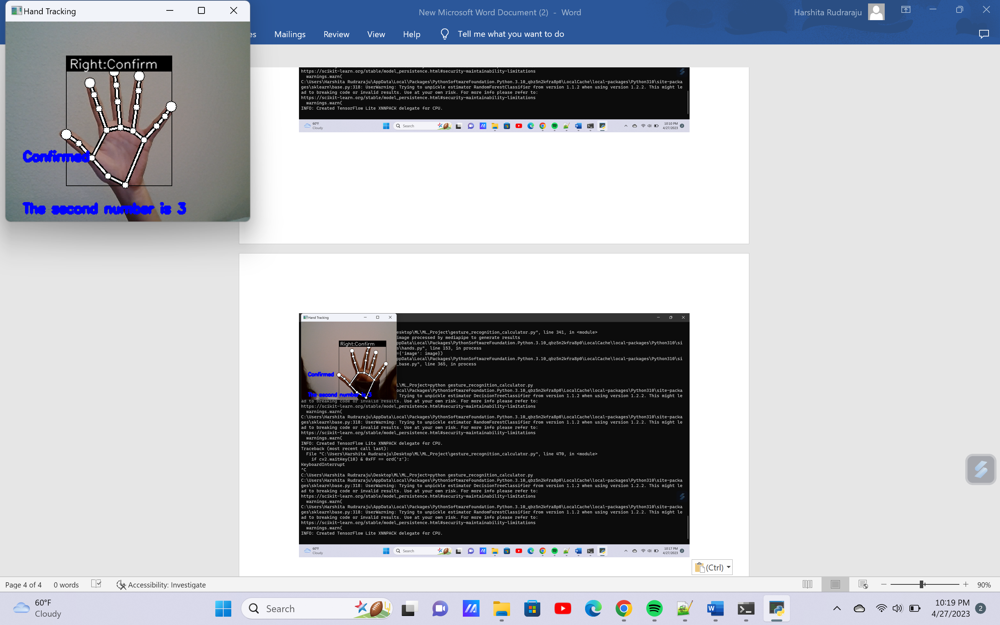 Hand Tracking
New Microsoft Word Document (2) - Word
Harshita Rudraraju
es Mailings Review View Help Tell me what you want to do
Right:Confirm
Confirmed
The second number is 3
https://scikit-learn.org/stable/model_persistence.html#security-maintainability-limitations
warnings.warn(
C:\Users\Harshita Rudraraju\AppData\Local\Packages\PythonSoftwareFoundation.Python.3.10_qbz5n2kfra8p0\LocalCache\local-packages\Python310\site-packa
ges\sklearn\base.py:318: UserWarning: Trying to unpickle estimator RandomForestClassifier from version 1.1.2 when using version 1.2.2. This might le
ad to breaking code or invalid results. Use at your own risk. For more info please refer to:
https://scikit-learn.org/stable/model_persistence.html#security-maintainability-limitations
warnings.warn(
INFO: Created TensorFlow Lite XNNPACK delegate for CPU.
60°F
Cloudy
Search
10:10 PM
4/27/2023
2
Hand Tracking
esktop\ML\ML_Project\gesture_recognition_calculator.py", line 341, in <module>
image processed by mediapipe to generate results
ppData\Local\Packages\PythonSoftwareFoundation.Python.3.10_qbz5n2kfra8p0\LocalCache\local-packages\Python310\si
s\hands.py", line 153, in process
={'image': image})
ppData\Local\Packages\PythonSoftwareFoundation.Python.3.10_qbz5n2kfra8p0\LocalCache\local-packages\Python310\si
_base.py", line 365, in process
Right:Confirm
Confirmed
The second number is 3
L\ML_Project>python gesture_recognition_calculator.py
ocal\Packages\PythonSoftwareFoundation.Python.3.10_qbz5n2kfra8p0\LocalCache\local-packages\Python310\site-packa
Trying to unpickle estimator DecisionTreeClassifier from version 1.1.2 when using version 1.2.2. This might le
ad to breaking code or invalid results. Use at your own risk. For more info please refer to:
https://scikit-learn.org/stable/model_persistence.html#security-maintainability-limitations
warnings.warn(
C:\Users\Harshita Rudraraju\AppData\Local\Packages\PythonSoftwareFoundation.Python.3.10_qbz5n2kfra8p0\LocalCache\local-packages\Python310\site-packa
ges\sklearn\base.py:318: UserWarning: Trying to unpickle estimator RandomForestClassifier from version 1.1.2 when using version 1.2.2. This might le
ad to breaking code or invalid results. Use at your own risk. For more info please refer to:
https://scikit-learn.org/stable/model_persistence.html#security-maintainability-limitations
warnings.warn(
INFO: Created TensorFlow Lite XNNPACK delegate for CPU.
Traceback (most recent call last):
File "C:\Users\Harshita Rudraraju\Desktop\ML\ML_Project\gesture_recognition_calculator.py", line 470, in <module>
if cv2.waitKey(10) & 0xFF == ord('z'):
KeyboardInterrupt
^C
C:\Users\Harshita Rudraraju\Desktop\ML\ML_Project>python gesture_recognition_calculator.py
C:\Users\Harshita Rudraraju\AppData\Local\Packages\PythonSoftwareFoundation.Python.3.10_qbz5n2kfra8p0\LocalCache\local-packages\Python310\site-packa
ges\sklearn\base.py:318: UserWarning: Trying to unpickle estimator DecisionTreeClassifier from version 1.1.2 when using version 1.2.2. This might le
ad to breaking code or invalid results. Use at your own risk. For more info please refer to:
https://scikit-learn.org/stable/model_persistence.html#security-maintainability-limitations
warnings.warn(
C:\Users\Harshita Rudraraju\AppData\Local\Packages\PythonSoftwareFoundation.Python.3.10_qbz5n2kfra8p0\LocalCache\local-packages\Python310\site-packa
ges\sklearn\base.py:318: UserWarning: Trying to unpickle estimator RandomForestClassifier from version 1.1.2 when using version 1.2.2. This might le
ad to breaking code or invalid results. Use at your own risk. For more info please refer to:
https://scikit-learn.org/stable/model_persistence.html#security-maintainability-limitations
warnings.warn(
INFO: Created TensorFlow Lite XNNPACK delegate for CPU.
60°F
Cloudy
Search
10:17 PM
4/27/2023
2
(Ctrl)
Page 4 of 4 0 words Accessibility: Investigate 90%
60°F
Cloudy
Search
10:19 PM
4/27/2023
2